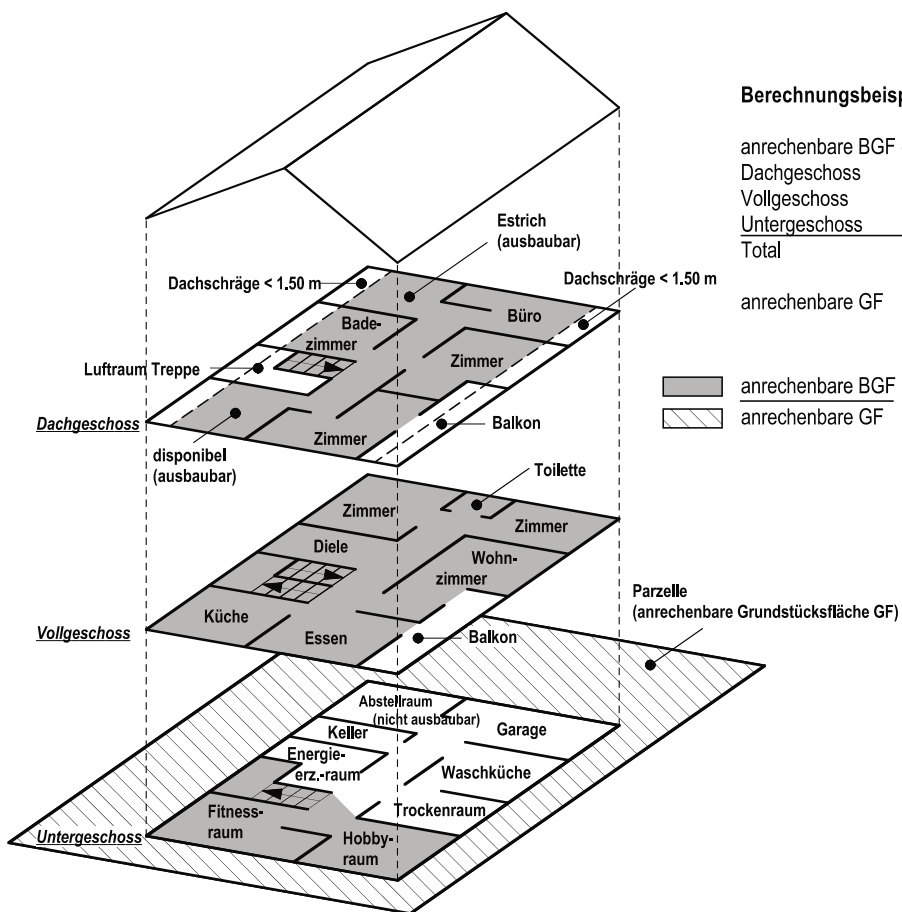 Berechnungsbeisp
anrechenbare BGF
Dachgeschoss
Vollgeschoss
Untergeschoss
Total
anrechenbare GF
anrechenbare BGF
anrechenbare GF
Estrich
(ausbaubar)
Dachschräge < 1.50 m
Dachschräge < 1.50 m
Büro
Bade-
zimmer
Zimmer
Luftraum Treppe
Dachgeschoss
Zimmer
Balkon
disponibel
(ausbaubar)
Toilette
Zimmer
Zimmer
Diele
Wohn-
zimmer
Küche
Essen
Balkon
Vollgeschoss
Parzelle
(anrechenbare Grundstücksfläche GF)
Abstellraum
(nicht ausbaubar)
Garage
Keller
Energie-
erz.-raum
Waschküche
Trockenraum
Fitness-
raum
Hobby-
raum
Untergeschoss